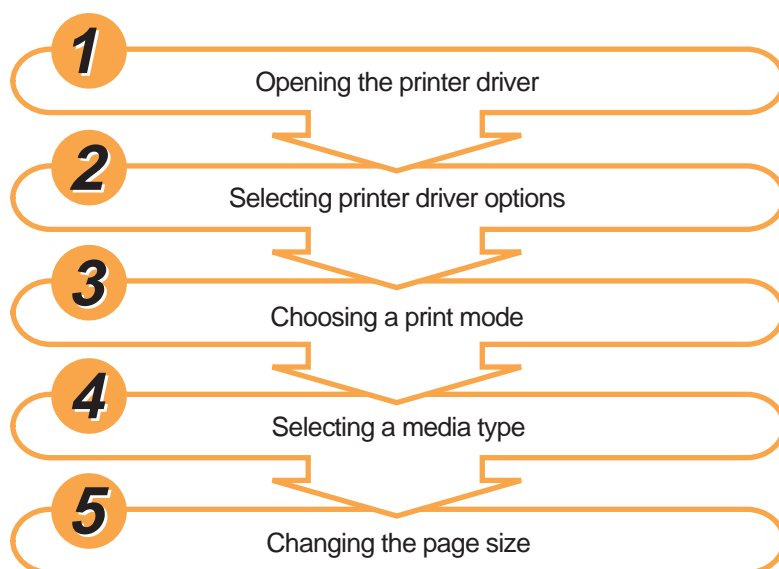 1
Opening the printer driver
2
Selecting printer driver options
3
Choosing a print mode
4
Selecting a media type
5
Changing the page size